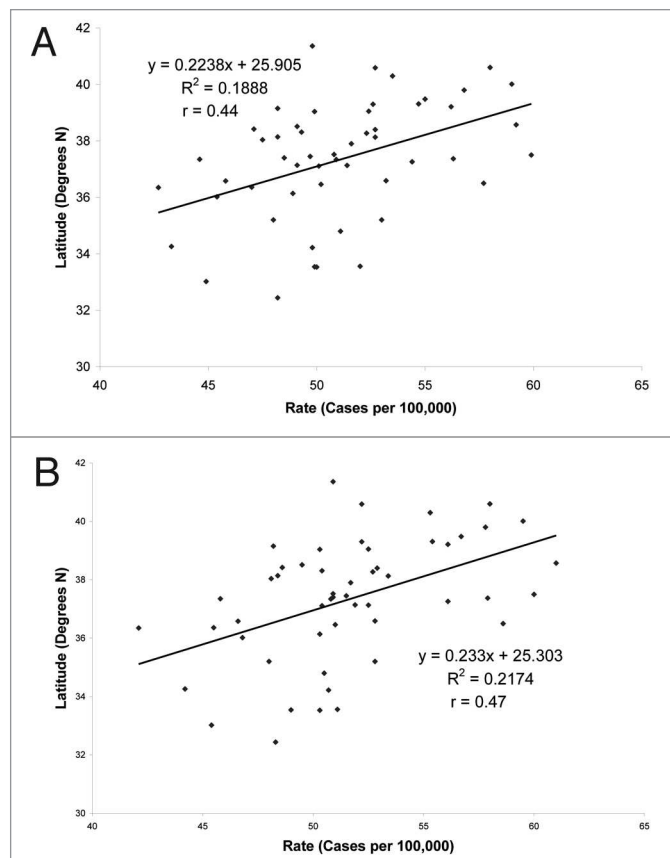 A
42
40
38
36
34
32
30
Latitude (Degrees N)
y = 0.2238x + 25.905
R² = 0.1888
r = 0.44
40 45 50 55 60 65
Rate (Cases per 100,000)
B
42
40
38
36
34
32
30
Latitude (Degrees N)
y = 0.233x + 25.303
R² = 0.2174
r = 0.47
40 45 50 55 60 65
Rate (Cases per 100,000)